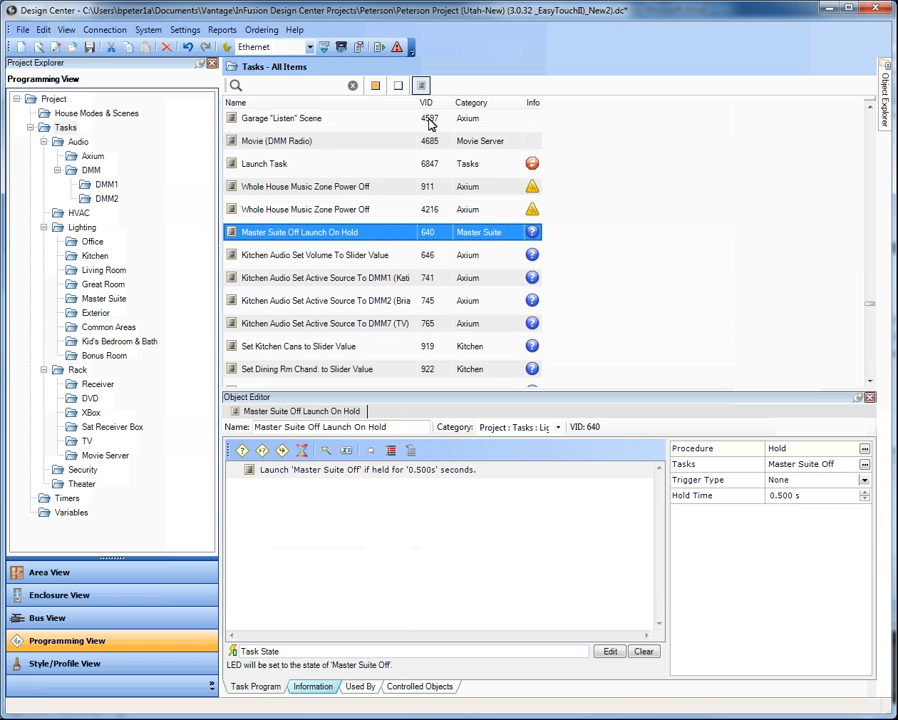 Design Center - C:\Users\bpeter1a\Documents\Vantage\InFusion Design Center Projects\Peterson\Peterson Project (Utah-New) (3.0.32 _EasyTouchII)_New2).dc*
File Edit View Connection System Settings Reports Ordering Help
Ethernet
Project Explorer
Programming View
Project
House Modes & Scenes
Tasks
Audio
Axium
DMM
DMM1
DMM2
HVAC
Lighting
Office
Kitchen
Living Room
Great Room
Master Suite
Exterior
Common Areas
Kid's Bedroom & Bath
Bonus Room
Rack
Receiver
DVD
XBox
Sat Receiver Box
TV
Movie Server
Security
Theater
Timers
Variables
Area View
Enclosure View
Bus View
Programming View
Style/Profile View
Tasks - All Items
Name VID Category Info
Garage "Listen" Scene 4597 Axium
Movie (DMM Radio) 4685 Movie Server
Launch Task 6847 Tasks
Whole House Music Zone Power Off 911 Axium
Whole House Music Zone Power Off 4216 Axium
Master Suite Off Launch On Hold 640 Master Suite
Kitchen Audio Set Volume To Slider Value 646 Axium
Kitchen Audio Set Active Source To DMM1 (Kati 741 Axium
Kitchen Audio Set Active Source To DMM2 (Bria 745 Axium
Kitchen Audio Set Active Source To DMM7 (TV) 765 Axium
Set Kitchen Cans to Slider Value 919 Kitchen
Set Dining Rm Chand. to Slider Value 922 Kitchen
Object Editor
Master Suite Off Launch On Hold
Name: Master Suite Off Launch On Hold Category: Project : Tasks : Lig VID: 640
Launch 'Master Suite Off' if held for '0.500s' seconds.
Procedure Hold
Tasks Master Suite Off
Trigger Type None
Hold Time 0.500 s
Task State Edit Clear
LED will be set to the state of 'Master Suite Off'.
Task Program Information Used By Controlled Objects
Object Explorer